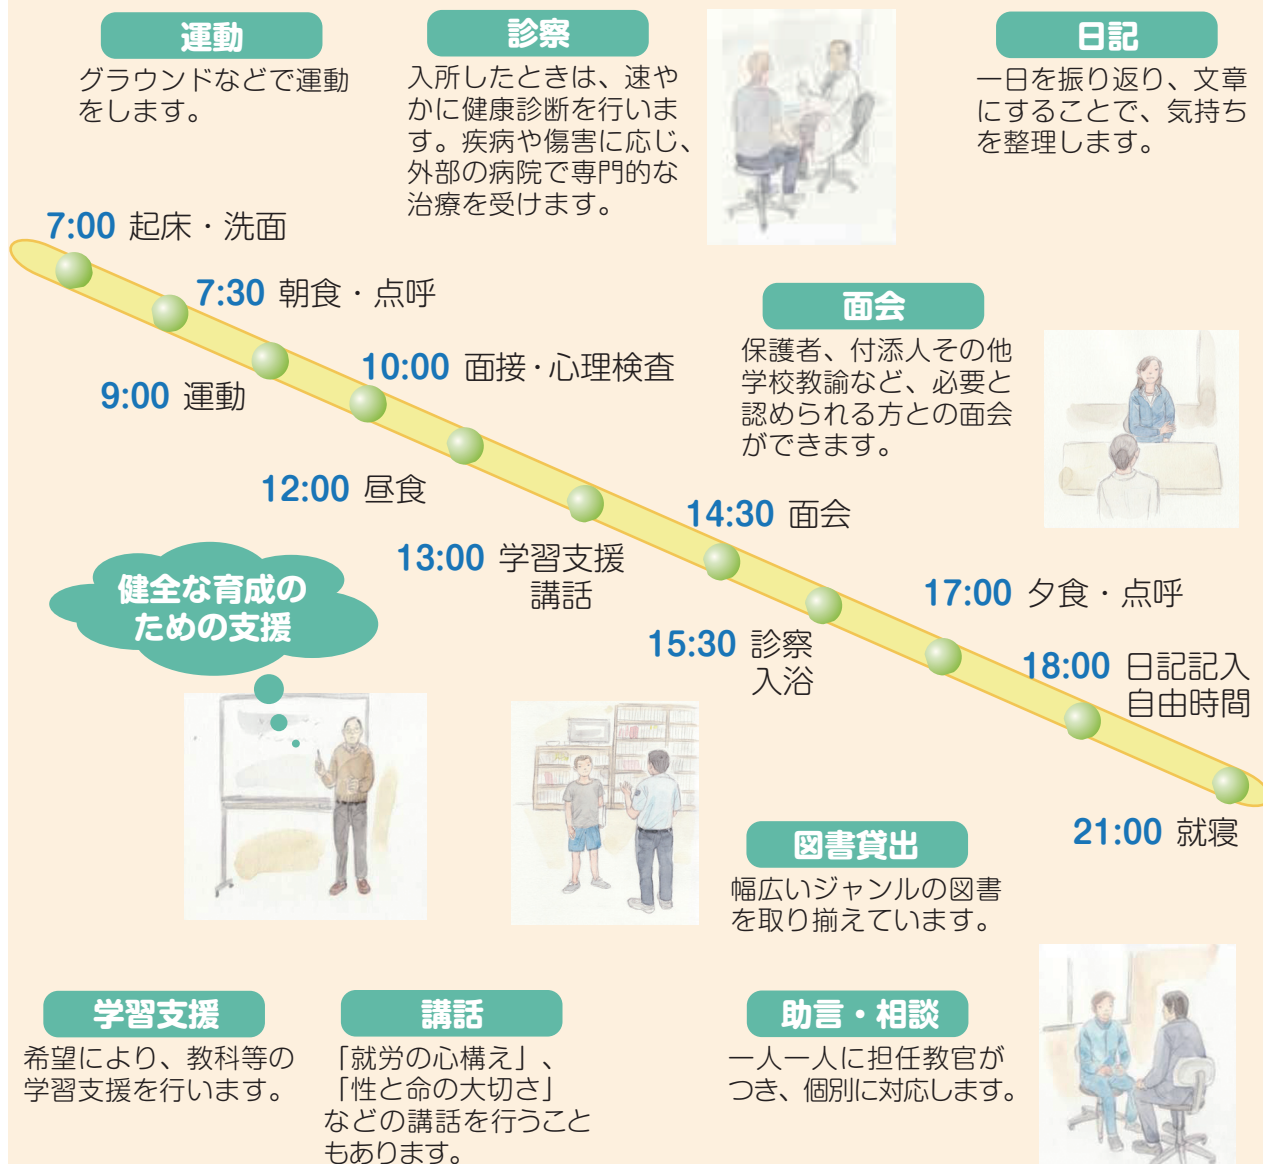 運動
グラウンドなどで運動
をします。
診察
入所したときは、速や
かに健康診断を行いま
す。疾病や傷害に応じ、
外部の病院で専門的な
治療を受けます。
日記
一日を振り返り、文章
にすることで、気持ち
を整理します。
7:00 起床・洗面
7:30 朝食・点呼
9:00 運動
10:00 面接・心理検査
12:00 昼食
13:00 学習支援
講話
14:30 面会
15:30 診察
入浴
17:00 夕食・点呼
18:00 日記記入
自由時間
21:00 就寝
面会
保護者、付添人その他
学校教諭など、必要と
認められる方との面会
ができます。
健全な育成の
ための支援
図書貸出
幅広いジャンルの図書
を取り揃えています。
学習支援
希望により、教科等の
学習支援を行います。
講話
「就労の心構え」、
「性と命の大切さ」
などの講話を行うこと
もあります。
助言・相談
一人一人に担任教官が
つき、個別に対応します。